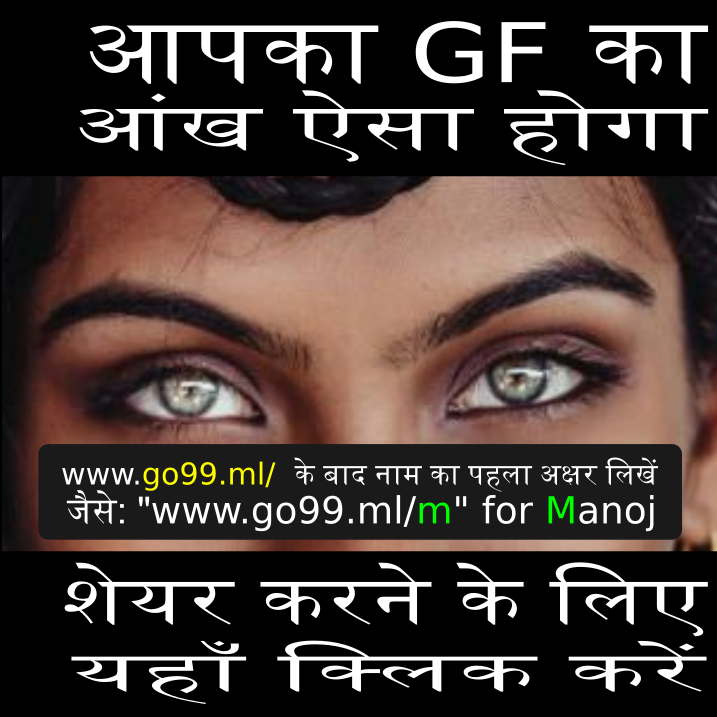 आपका GF का
आंख ऐसा होगा
www.go99.ml/ के बाद नाम का पहला अक्षर लिखें
जैसे: "www.go99.ml/m" for Manoj
शेयर करने के लिए
यहाँ क्लिक करें